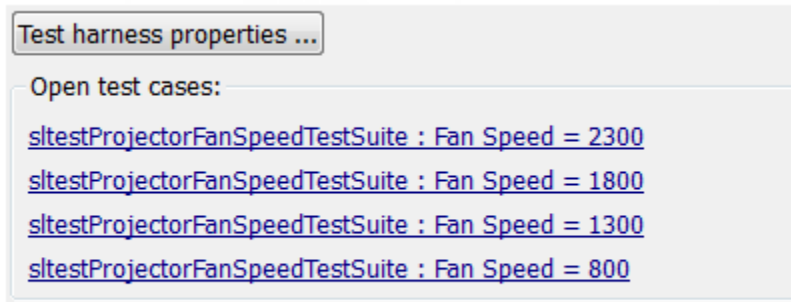 Test harness properties ...
Open test cases:
sltestProjectorFanSpeedTestSuite : Fan Speed = 2300
sltestProjectorFanSpeedTestSuite : Fan Speed = 1800
sltestProjectorFanSpeedTestSuite : Fan Speed = 1300
sltestProjectorFanSpeedTestSuite : Fan Speed = 800